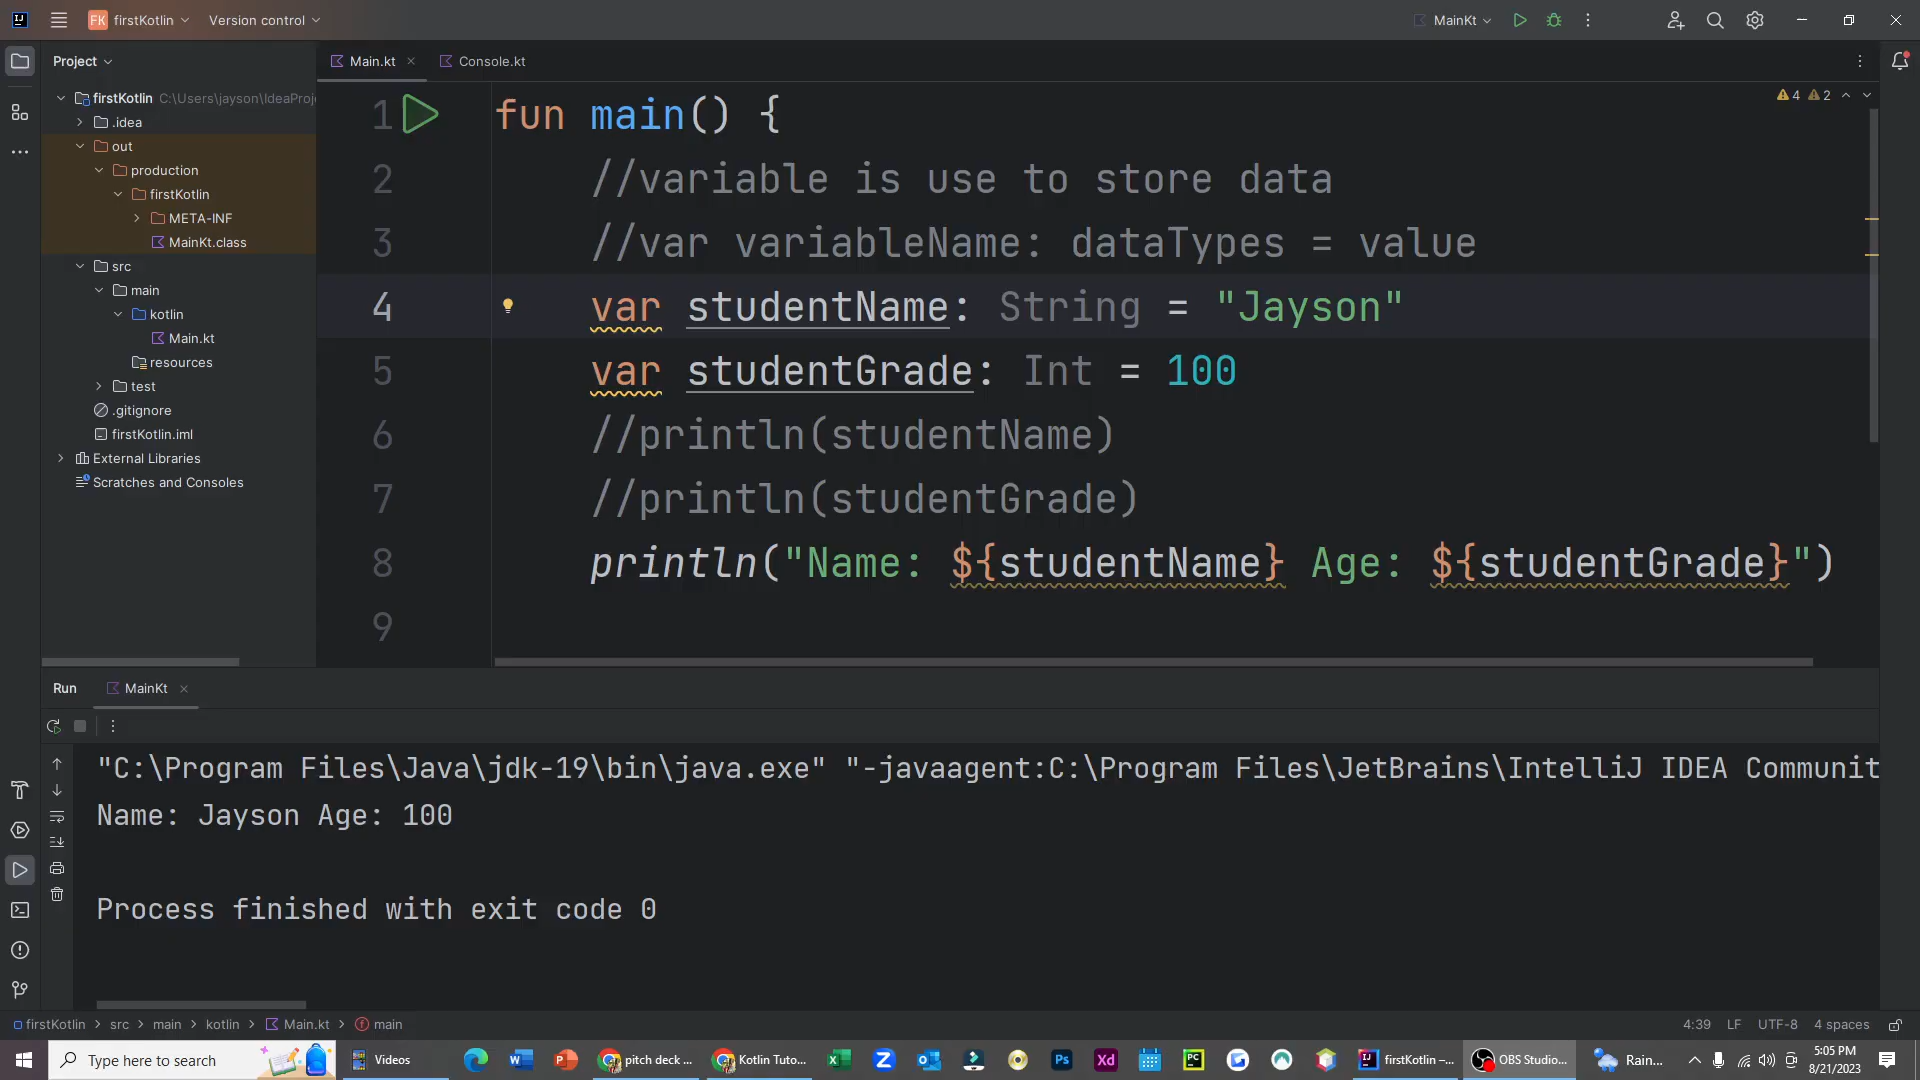 FK firstKotlin Version control MainKt
Project Main.kt Console.kt
firstKotlin C:\Users\jayson\IdeaProj
.idea
out
production
firstKotlin
META-INF
MainKt.class
src
main
kotlin
Main.kt
resources
test
.gitignore
firstKotlin.iml
External Libraries
Scratches and Consoles
4 2
1 fun main() {
2 //variable is use to store data
3 //var variableName: dataTypes = value
4 var studentName: String = "Jayson"
5 var studentGrade: Int = 100
6 //println(studentName)
7 //println(studentGrade)
8 println("Name: ${studentName} Age: ${studentGrade}")
9
Run MainKt
"C:\Program Files\Java\jdk-19\bin\java.exe" "-javaagent:C:\Program Files\JetBrains\IntelliJ IDEA Communit
Name: Jayson Age: 100
Process finished with exit code 0
firstKotlin > src > main > kotlin > Main.kt > main 4:39 LF UTF-8 4 spaces
Type here to search Videos pitch deck ... Kotlin Tuto... firstKotlin –... OBS Studio... Rain... 5:05 PM
8/21/2023